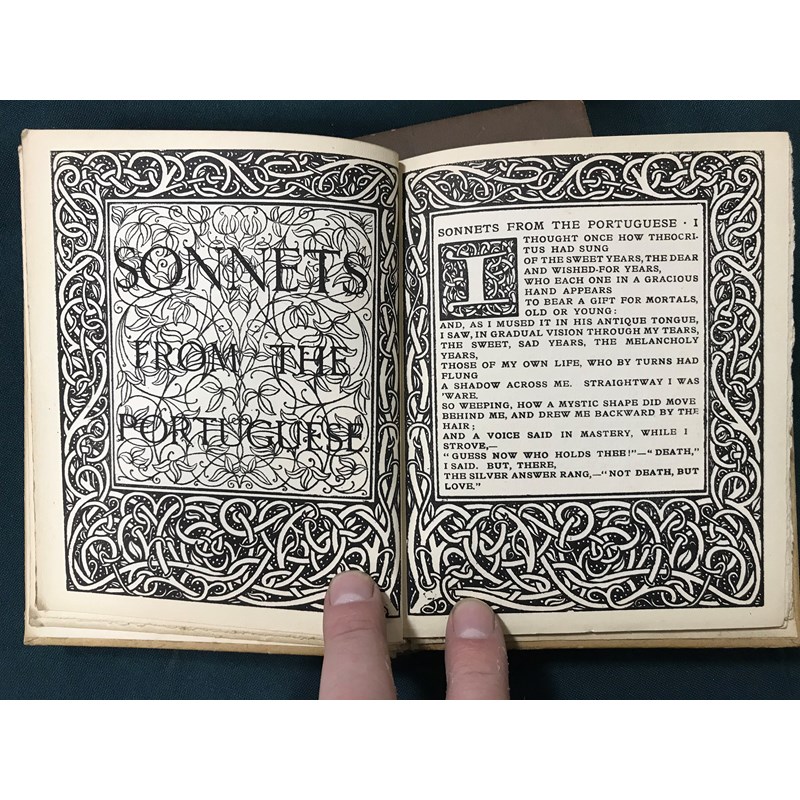 SONNETS
FROM THE
PORTUGUESE
SONNETS FROM THE PORTUGUESE · I
I THOUGHT ONCE HOW THEOCRI-
TUS HAD SUNG
OF THE SWEET YEARS, THE DEAR
AND WISHED-FOR YEARS,
WHO EACH ONE IN A GRACIOUS
HAND APPEARS
TO BEAR A GIFT FOR MORTALS,
OLD OR YOUNG:
AND, AS I MUSED IT IN HIS ANTIQUE TONGUE,
I SAW, IN GRADUAL VISION THROUGH MY TEARS,
THE SWEET, SAD YEARS, THE MELANCHOLY
YEARS,
THOSE OF MY OWN LIFE, WHO BY TURNS HAD
FLUNG
A SHADOW ACROSS ME. STRAIGHTWAY I WAS
'WARE.
SO WEEPING, HOW A MYSTIC SHAPE DID MOVE
BEHIND ME, AND DREW ME BACKWARD BY THE
HAIR;
AND A VOICE SAID IN MASTERY, WHILE I
STROVE,—
"GUESS NOW WHO HOLDS THEE!"—"DEATH,"
I SAID. BUT, THERE,
THE SILVER ANSWER RANG,—"NOT DEATH, BUT
LOVE."